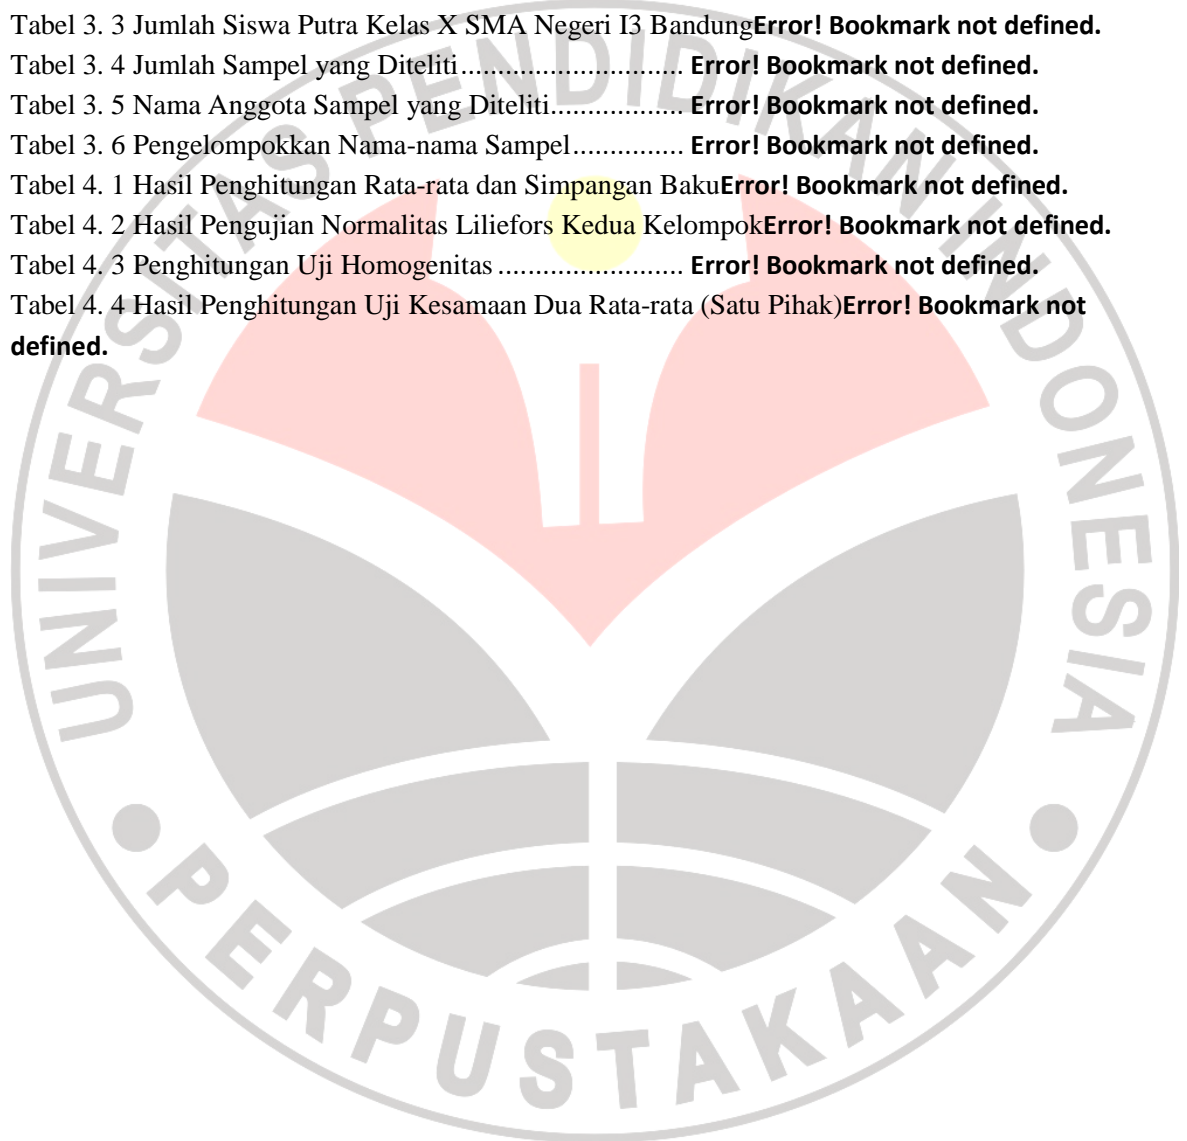 Tabel 3. 3 Jumlah Siswa Putra Kelas X SMA Negeri I3 BandungError! Bookmark not defined.
Tabel 3. 4 Jumlah Sampel yang Diteliti.............................. Error! Bookmark not defined.
Tabel 3. 5 Nama Anggota Sampel yang Diteliti.................. Error! Bookmark not defined.
Tabel 3. 6 Pengelompokkan Nama-nama Sampel............... Error! Bookmark not defined.
Tabel 4. 1 Hasil Penghitungan Rata-rata dan Simpangan BakuError! Bookmark not defined.
Tabel 4. 2 Hasil Pengujian Normalitas Liliefors Kedua KelompokError! Bookmark not defined.
Tabel 4. 3 Penghitungan Uji Homogenitas ......................... Error! Bookmark not defined.
Tabel 4. 4 Hasil Penghitungan Uji Kesamaan Dua Rata-rata (Satu Pihak)Error! Bookmark not
defined.
UNIVERSITAS PENDIDIKAN INDONESIA
PERPUSTAKAAN